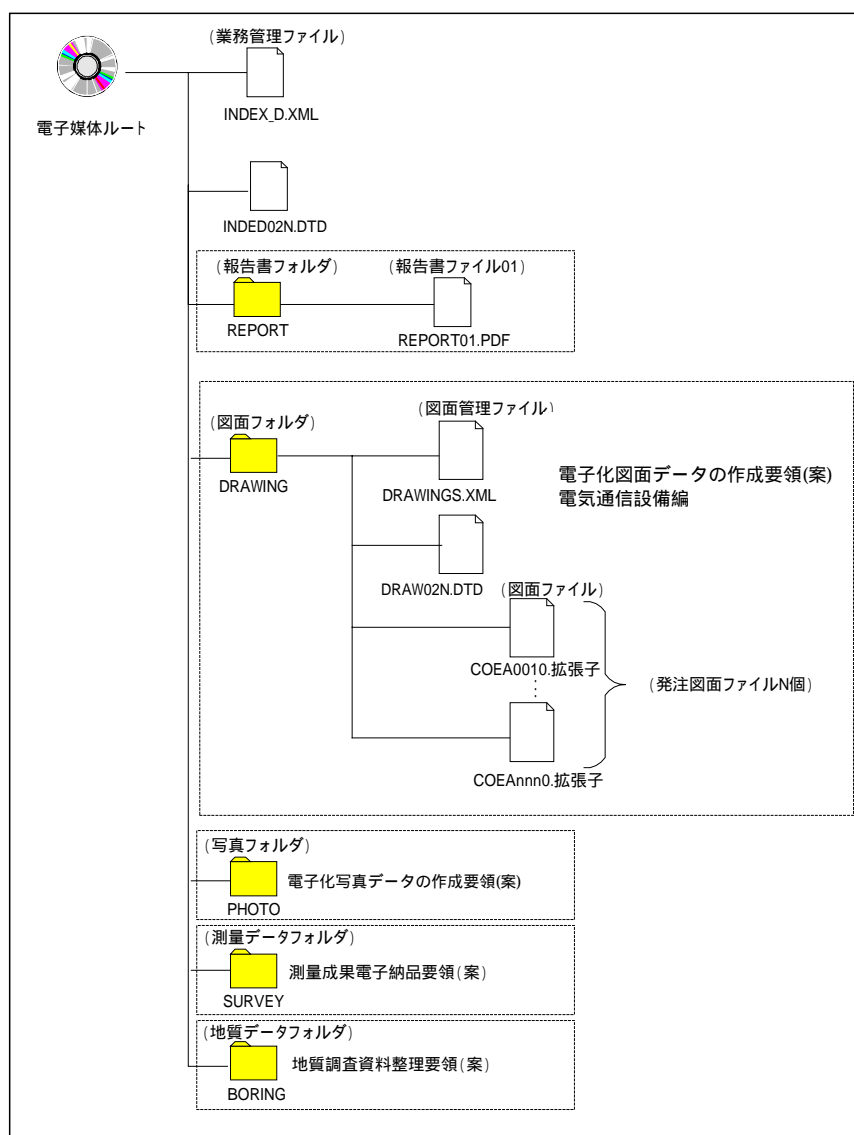 (業務管理ファイル)
INDEX_D.XML
電子媒体ルート
INDED02N.DTD
(報告書フォルダ)
(報告書ファイル01)
REPORT
REPORT01.PDF
(図面フォルダ)
(図面管理ファイル)
DRAWING
DRAWINGS.XML
電子化図面データの作成要領(案)
電気通信設備編
DRAW02N.DTD
(図面ファイル)
COEA0010.拡張子
(発注図面ファイルN個)
COEAnnn0.拡張子
(写真フォルダ)
電子化写真データの作成要領(案)
PHOTO
(測量データフォルダ)
測量成果電子納品要領(案)
SURVEY
(地質データフォルダ)
地質調査資料整理要領(案)
BORING